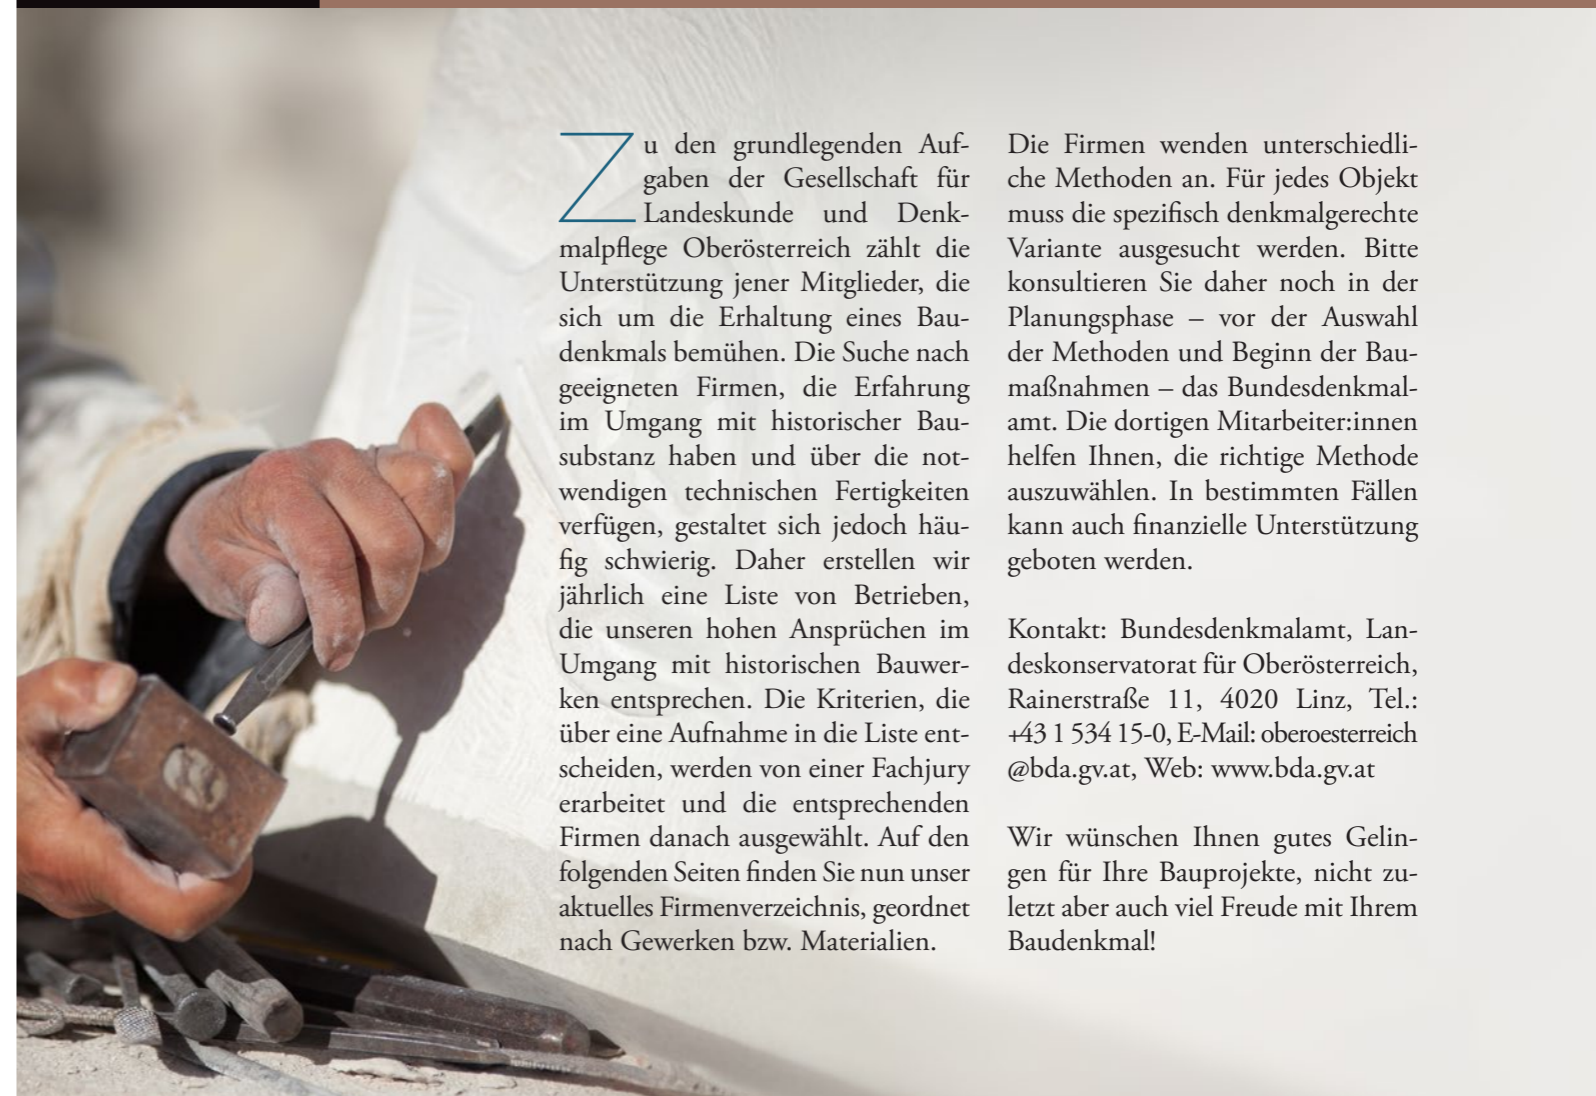 Zu den grundlegenden Auf-
gaben der Gesellschaft für
Landeskunde und Denk-
malpflege Oberösterreich zählt die
Unterstützung jener Mitglieder, die
sich um die Erhaltung eines Bau-
denkmals bemühen. Die Suche nach
geeigneten Firmen, die Erfahrung
im Umgang mit historischer Bau-
substanz haben und über die not-
wendigen technischen Fertigkeiten
verfügen, gestaltet sich jedoch häu-
fig schwierig. Daher erstellen wir
jährlich eine Liste von Betrieben,
die unseren hohen Ansprüchen im
Umgang mit historischen Bauwer-
ken entsprechen. Die Kriterien, die
über eine Aufnahme in die Liste ent-
scheiden, werden von einer Fachjury
erarbeitet und die entsprechenden
Firmen danach ausgewählt. Auf den
folgenden Seiten finden Sie nun unser
aktuelles Firmenverzeichnis, geordnet
nach Gewerken bzw. Materialien.
Die Firmen wenden unterschiedli-
che Methoden an. Für jedes Objekt
muss die spezifisch denkmalgerechte
Variante ausgesucht werden. Bitte
konsultieren Sie daher noch in der
Planungsphase – vor der Auswahl
der Methoden und Beginn der Bau-
maßnahmen – das Bundesdenkmal-
amt. Die dortigen Mitarbeiter:innen
helfen Ihnen, die richtige Methode
auszuwählen. In bestimmten Fällen
kann auch finanzielle Unterstützung
geboten werden.
Kontakt: Bundesdenkmalamt, Lan-
deskonservatorat für Oberösterreich,
Rainerstraße 11, 4020 Linz, Tel.:
+43 1 534 15-0, E-Mail: oberoesterreich
@bda.gv.at, Web: www.bda.gv.at
Wir wünschen Ihnen gutes Gelin-
gen für Ihre Bauprojekte, nicht zu-
letzt aber auch viel Freude mit Ihrem
Baudenkmal!